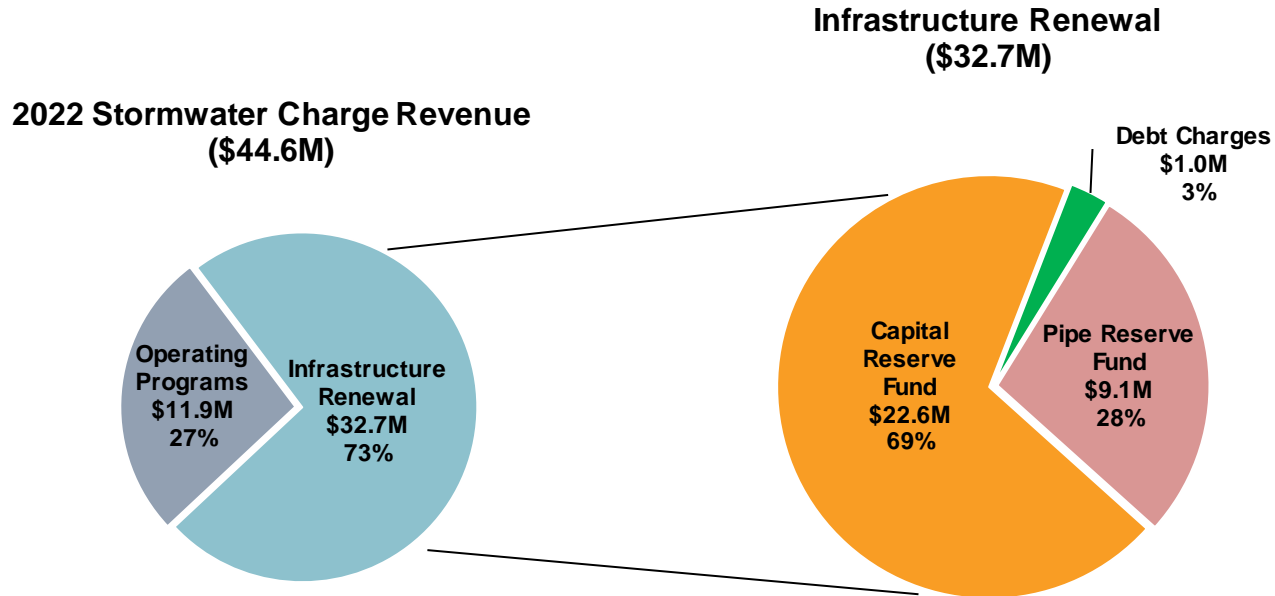 2022 Stormwater Charge Revenue
($44.6M)
Operating
Programs
$11.9M
27%
Infrastructure
Renewal
$32.7M
73%
Infrastructure Renewal
($32.7M)
Debt Charges
$1.0M
3%
Capital
Reserve
Fund
$22.6M
69%
Pipe Reserve
Fund
$9.1M
28%